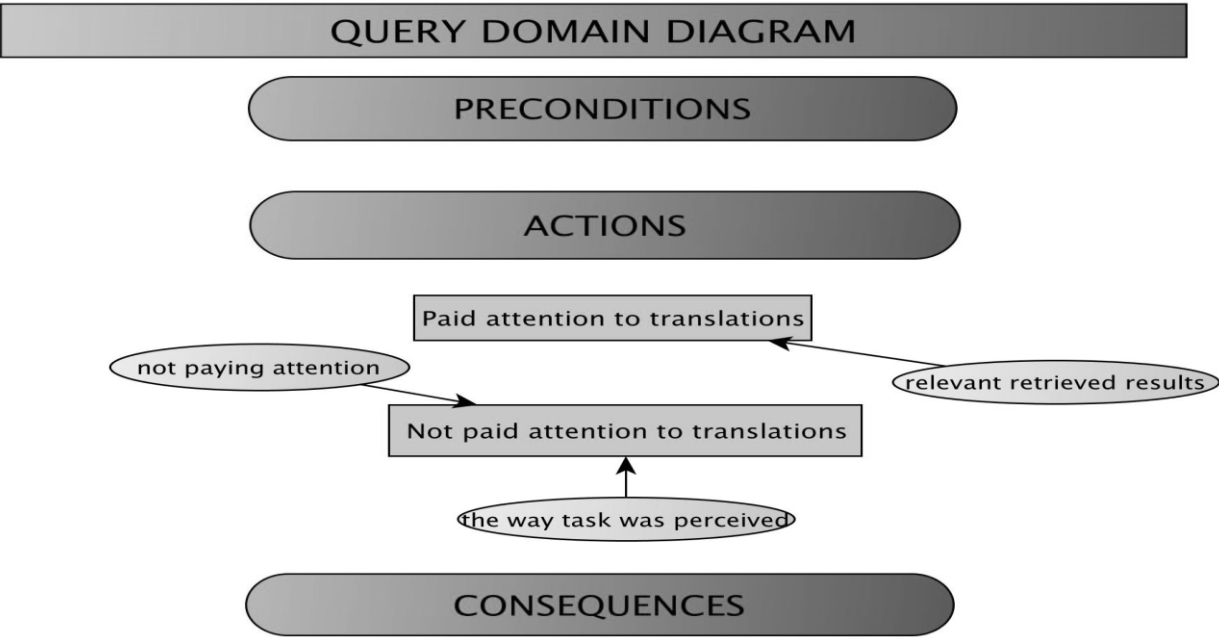 QUERY DOMAIN DIAGRAM
PRECONDITIONS
ACTIONS
Paid attention to translations
not paying attention
relevant retrieved results
Not paid attention to translations
the way task was perceived
CONSEQUENCES